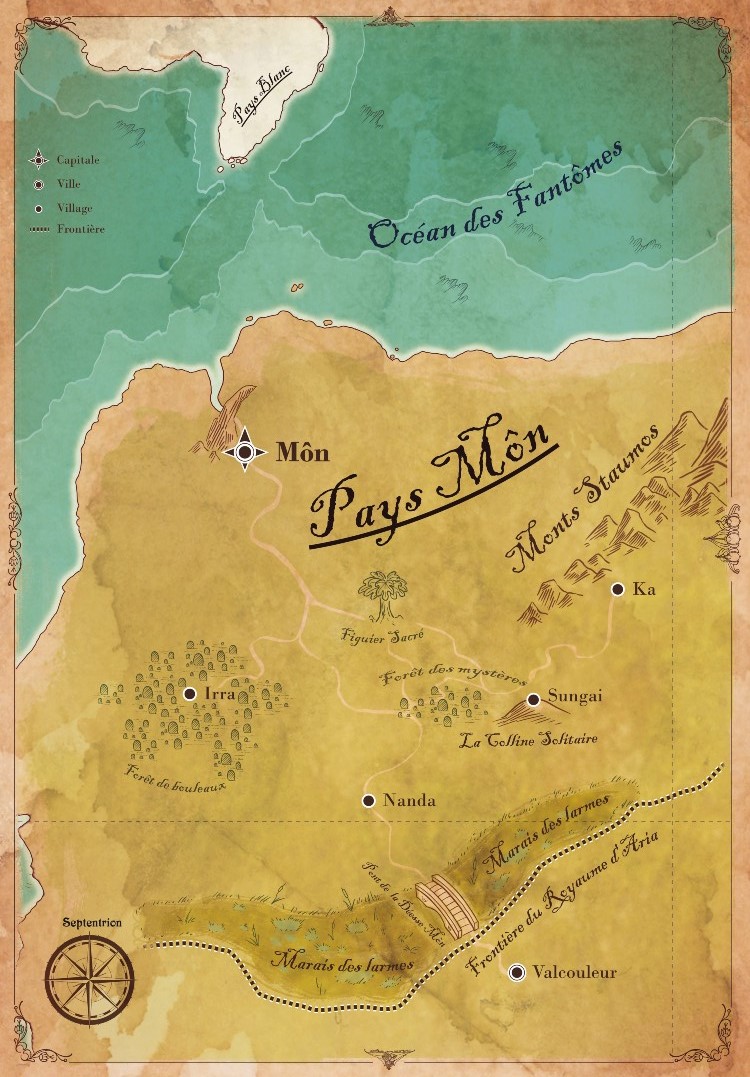 Pays Blanc
Capitale
Ville
Village
Frontière
Océan des Fantômes
Môn
Pays Môn
Monts Staumos
Ka
Figuier Sacré
Forêt des mystères
Irra
Sungai
La Colline Solitaire
Forêt de bouleaux
Nanda
Marais des larmes
Pont de la Déesse Môn
Frontière du Royaume d'Aria
Septentrion
Marais des larmes
Valcouleur